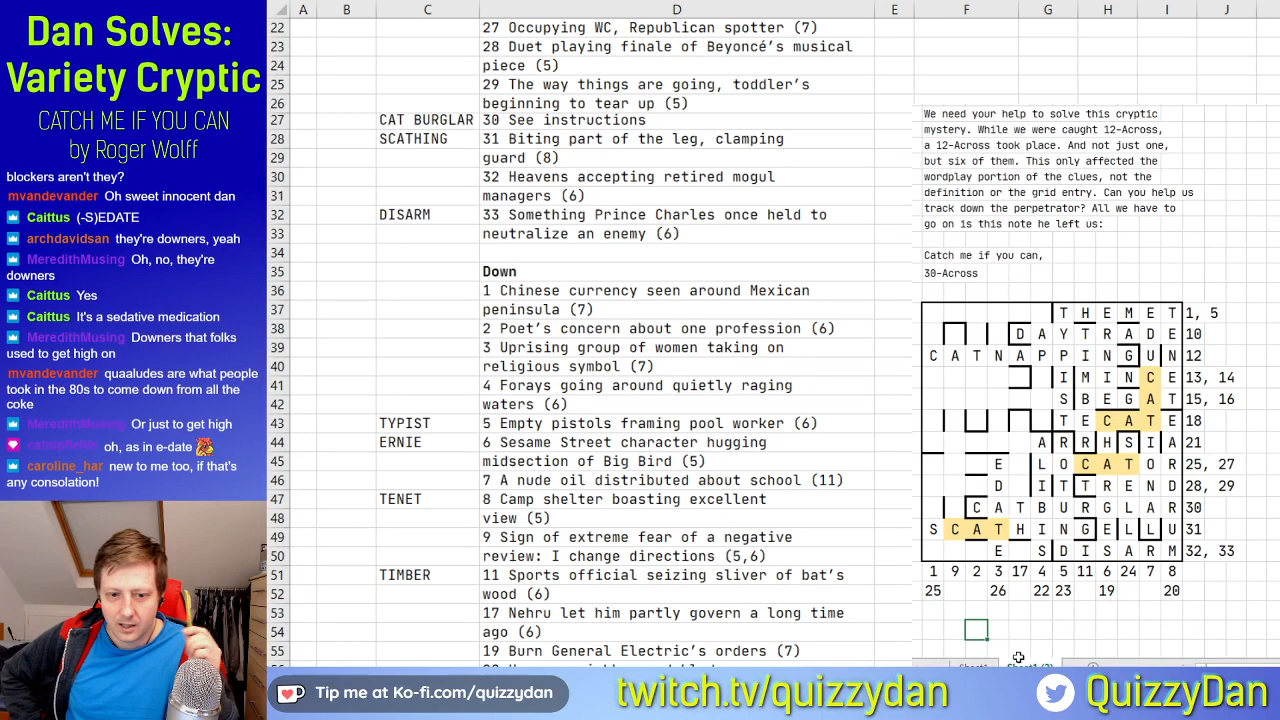 Dan Solves:
Variety Cryptic
CATCH ME IF YOU CAN
by Roger Wolff
blockers aren't they?
mvandevander Oh sweet innocent dan
Caittus (-S)EDATE
archdavidsan they're downers, yeah
MeredithMusing Oh, no, they're
downers
Caittus Yes
Caittus It's a sedative medication
MeredithMusing Downers that folks
used to get high on
mvandevander quaaludes are what people
took in the 80s to come down from all the
coke
MeredithMusing Or just to get high
oh, as in e-date
caroline_har new to me too, if that's
any consolation!
A B C D E F G H I J
22 27 Occupying WC, Republican spotter (7)
23 28 Duet playing finale of Beyoncé's musical
24 piece (5)
25 29 The way things are going, toddler's
26 beginning to tear up (5)
27 CAT BURGLAR 30 See instructions
28 SCATHING 31 Biting part of the leg, clamping
29 guard (8)
30 32 Heavens accepting retired mogul
31 managers (6)
32 DISARM 33 Something Prince Charles once held to
33 neutralize an enemy (6)
34
35 Down
36 1 Chinese currency seen around Mexican
37 peninsula (7)
38 2 Poet's concern about one profession (6)
39 3 Uprising group of women taking on
40 religious symbol (7)
41 4 Forays going around quietly raging
42 waters (6)
43 TYPIST 5 Empty pistols framing pool worker (6)
44 ERNIE 6 Sesame Street character hugging
45 midsection of Big Bird (5)
46 7 A nude oil distributed about school (11)
47 TENET 8 Camp shelter boasting excellent
48 view (5)
49 9 Sign of extreme fear of a negative
50 review: I change directions (5,6)
51 TIMBER 11 Sports official seizing sliver of bat's
52 wood (6)
53 17 Nehru let him partly govern a long time
54 ago (6)
55 19 Burn General Electric's orders (7)
We need your help to solve this cryptic
mystery. While we were caught 12-Across,
a 12-Across took place. And not just one,
but six of them. This only affected the
wordplay portion of the clues, not the
definition or the grid entry. Can you help us
track down the perpetrator? All we have to
go on is this note he left us:
Catch me if you can,
30-Across
T H E M E T 1, 5
D A Y T R A D E 10
C A T N A P P I N G U N 12
I M I N C E 13, 14
S B E G A T 15, 16
T E C A T E 18
A R R H S I A 21
E L O C A T O R 25, 27
D I T T R E N D 28, 29
C A T B U R G L A R 30
S C A T H I N G E L L U 31
E S D I S A R M 32, 33
1 9 2 3 17 4 5 11 6 24 7 8
25 26 22 23 19 20
Tip me at Ko-fi.com/quizzydan
twitch.tv/quizzydan
QuizzyDan